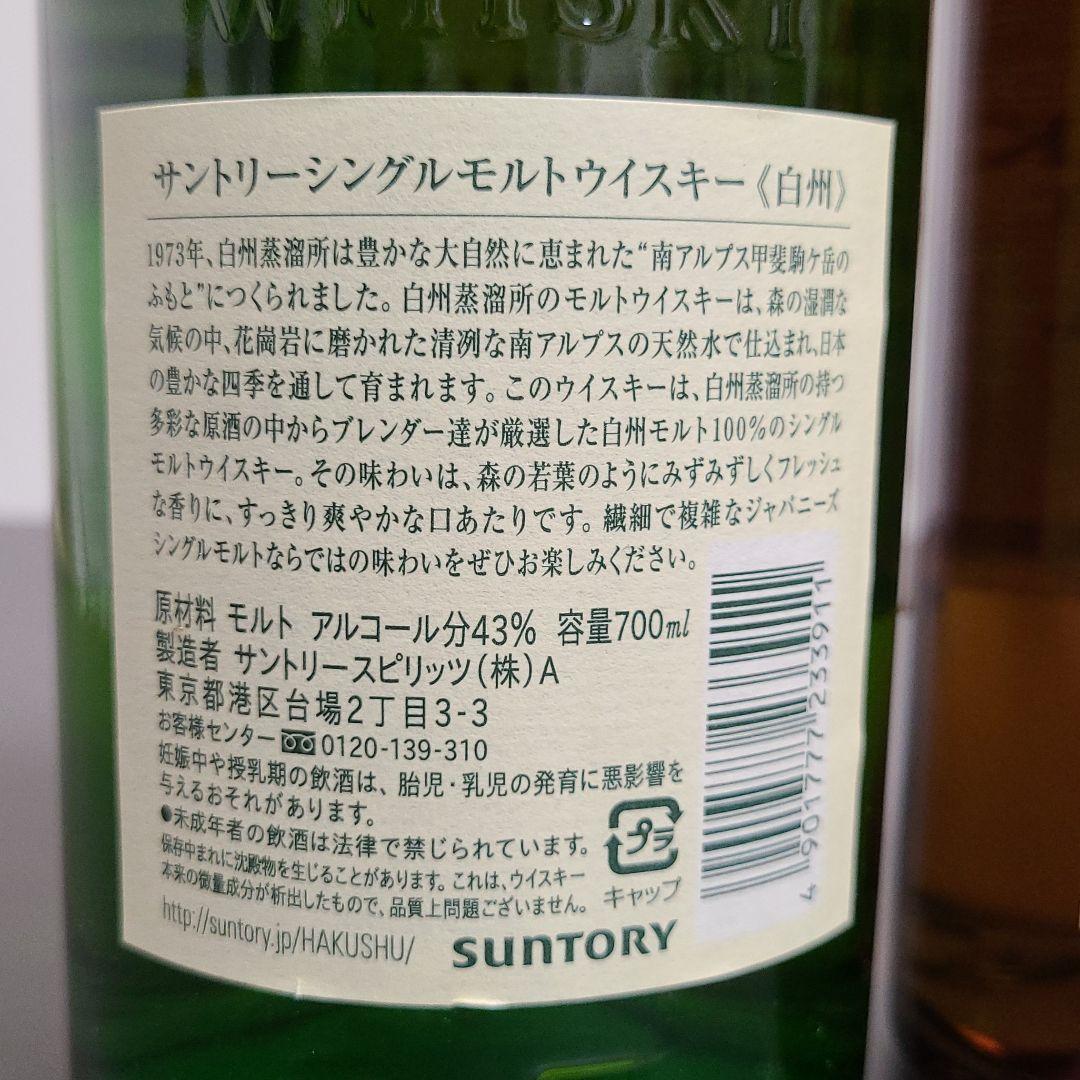 WHISKY
サントリーシングルモルトウイスキー《白州》
1973年、白州蒸溜所は豊かな大自然に恵まれた“南アルプス甲斐駒ケ岳の
ふもと”につくられました。白州蒸溜所のモルトウイスキーは、森の湿潤な
気候の中、花崗岩に磨かれた清冽な南アルプスの天然水で仕込まれ、日本
の豊かな四季を通して育まれます。このウイスキーは、白州蒸溜所の持つ
多彩な原酒の中からブレンダー達が厳選した白州モルト100%のシングル
モルトウイスキー。その味わいは、森の若葉のようにみずみずしくフレッシュ
な香りに、すっきり爽やかな口あたりです。繊細で複雑なジャパニーズ
シングルモルトならではの味わいをぜひお楽しみください。
原材料 モルト アルコール分43% 容量700ml
製造者 サントリースピリッツ(株)A
東京都港区台場2丁目3-3
お客様センター 0120-139-310
妊娠中や授乳期の飲酒は、胎児・乳児の発育に悪影響を
与えるおそれがあります。
●未成年者の飲酒は法律で禁じられています。
保存中まれに沈殿物を生じることがあります。これは、ウイスキー
本来の微量成分が析出したもので、品質上問題ございません。
http://suntory.jp/HAKUSHU/
SUNTORY
プラ
キャップ
4 901777 233911